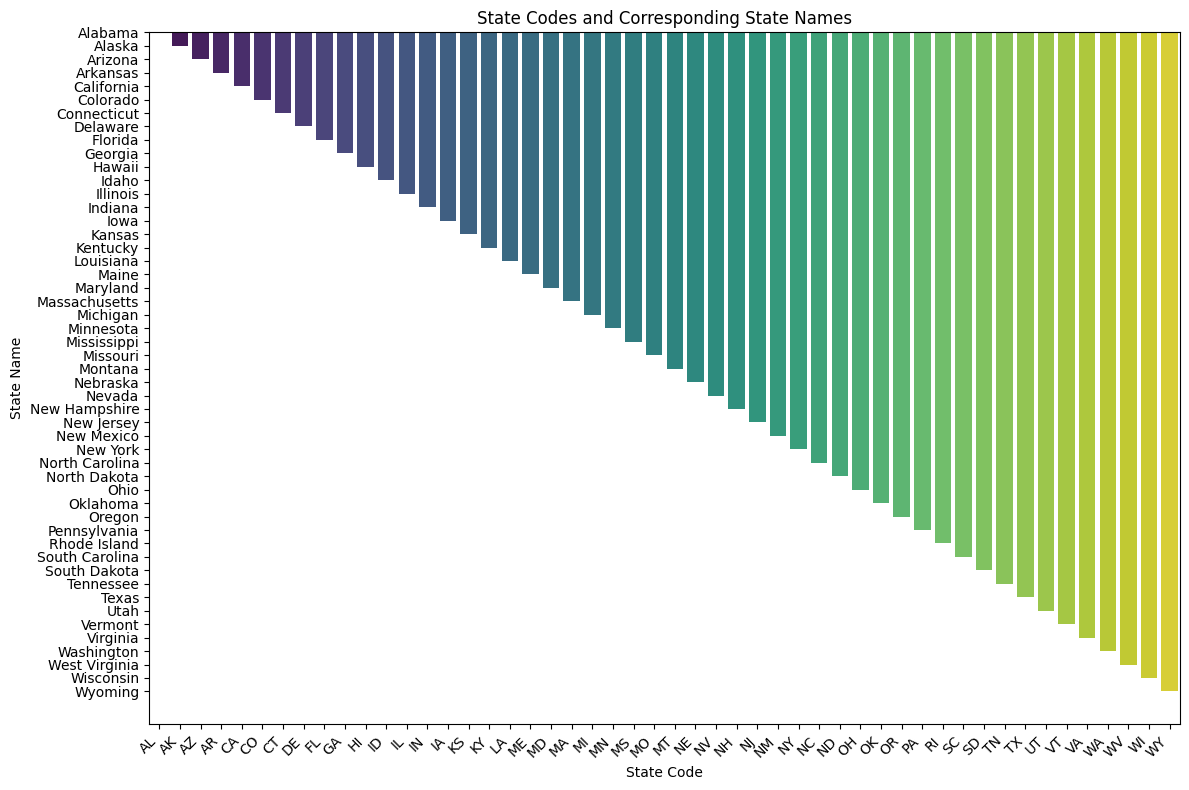 State Codes and Corresponding State Names
Alabama
Alaska
Arizona
Arkansas
California
Colorado
Connecticut
Delaware
Florida
Georgia
Hawaii
Idaho
Illinois
Indiana
Iowa
Kansas
Kentucky
Louisiana
Maine
Maryland
Massachusetts
Michigan
Minnesota
Mississippi
Missouri
Montana
Nebraska
Nevada
New Hampshire
New Jersey
New Mexico
New York
North Carolina
North Dakota
Ohio
Oklahoma
Oregon
Pennsylvania
Rhode Island
South Carolina
South Dakota
Tennessee
Texas
Utah
Vermont
Virginia
Washington
West Virginia
Wisconsin
Wyoming
State Name
AL AK AZ AR CA CO CT DE FL GA HI ID IL IN IA KS KY LA ME MD MA MI MN MS MO MT NE NV NH NJ NM NY NC ND OH OK OR PA RI SC SD TN TX UT VT VA WA WV WI WY
State Code